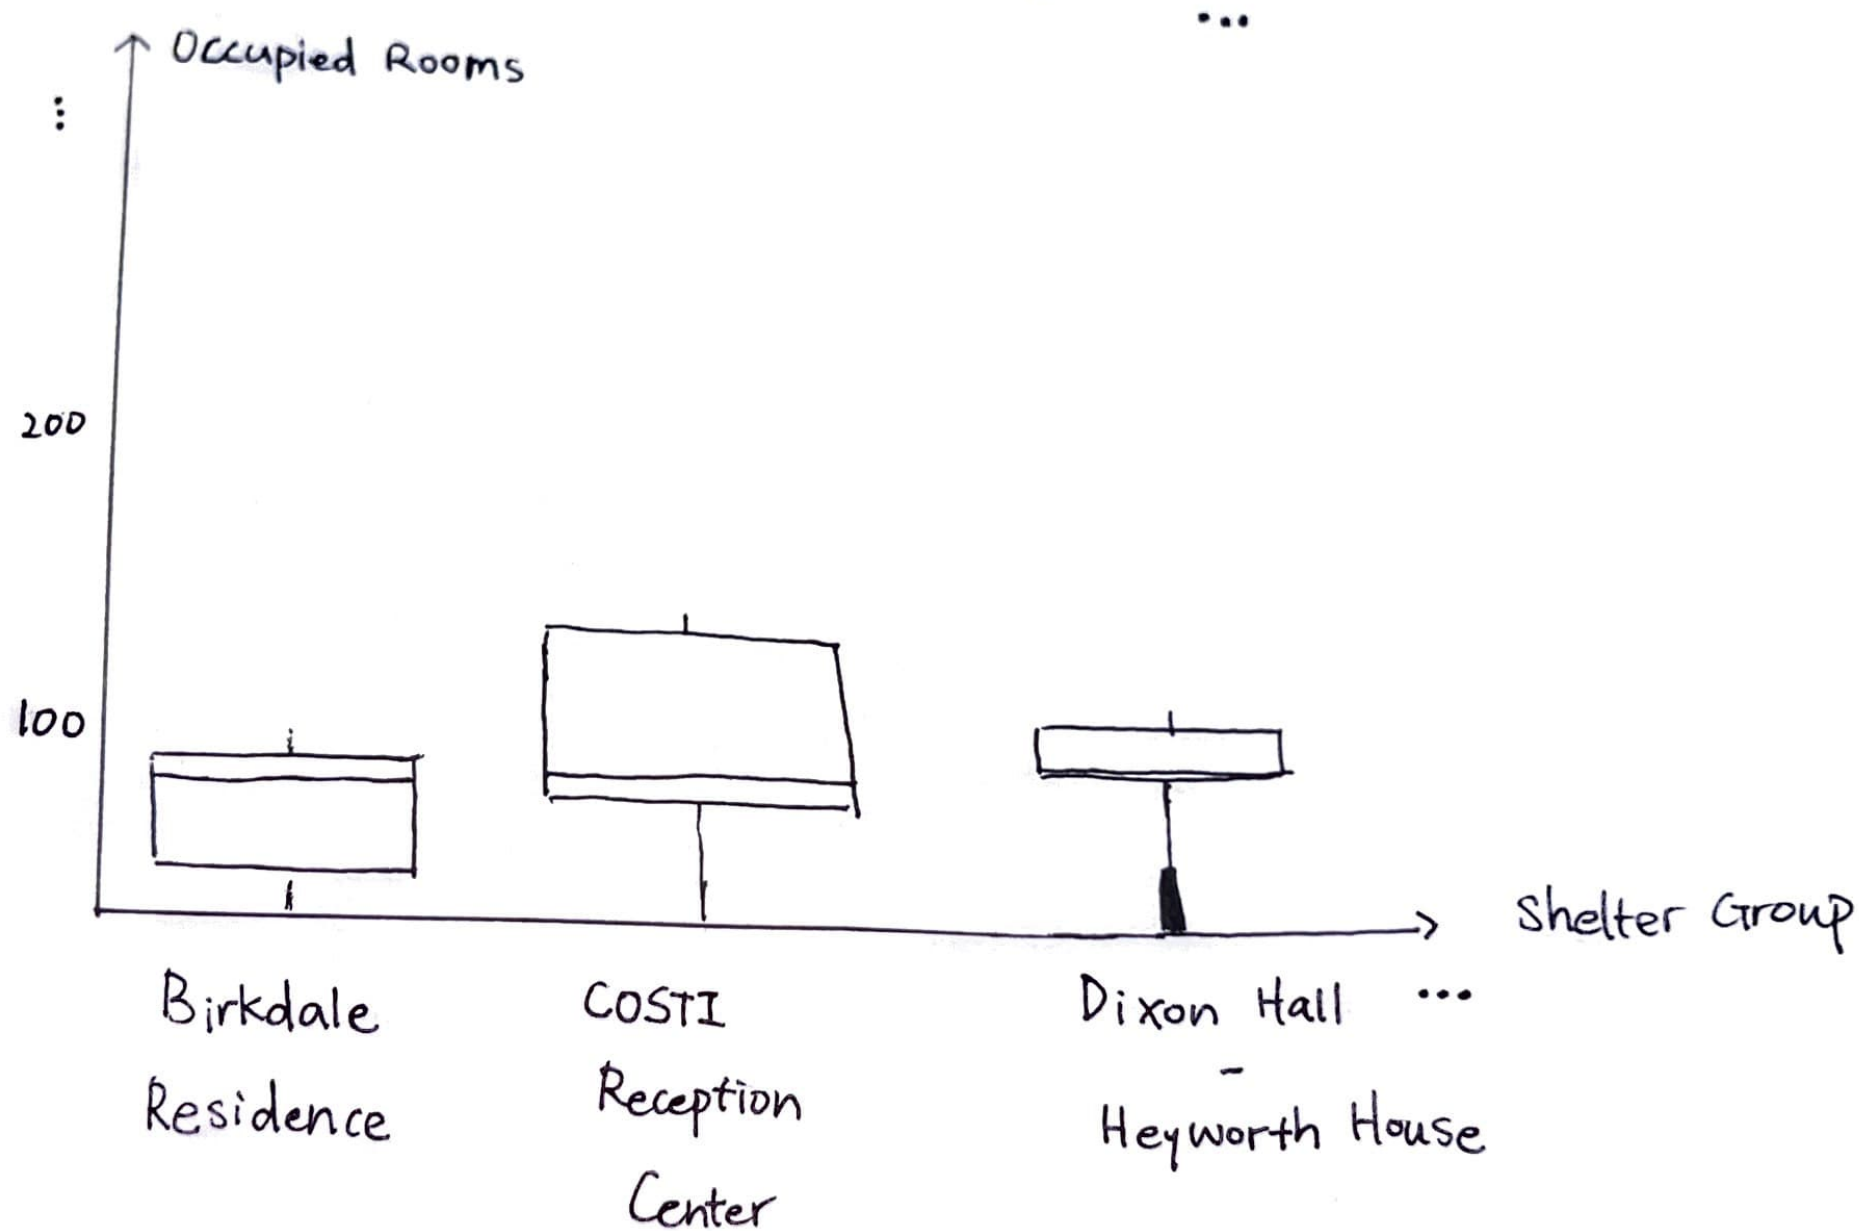 ...
Occupied Rooms
⋮
200
100
Shelter Group
Birkdale
Residence
COSTI
Reception
Center
Dixon Hall ...
-
Heyworth House